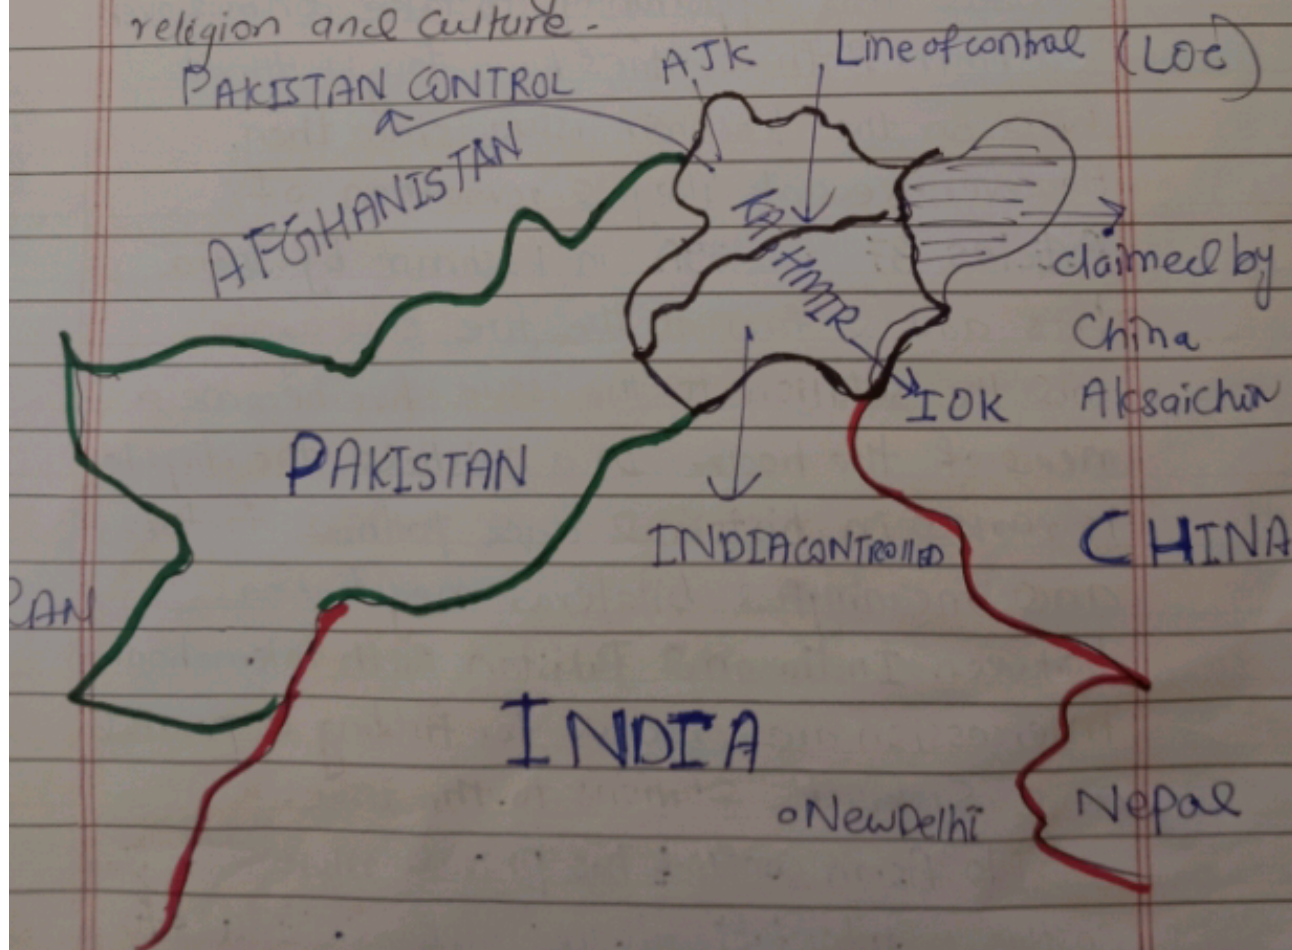 religion and Culture.
PAKISTAN CONTROL
AJK
Line of control (LOC)
AFGHANISTAN
KASHMIR
claimed by
China
Aksaichin
IOK
PAKISTAN
INDIA CONTROllED
CHINA
RAN
INDIA
Nepal
New Delhi